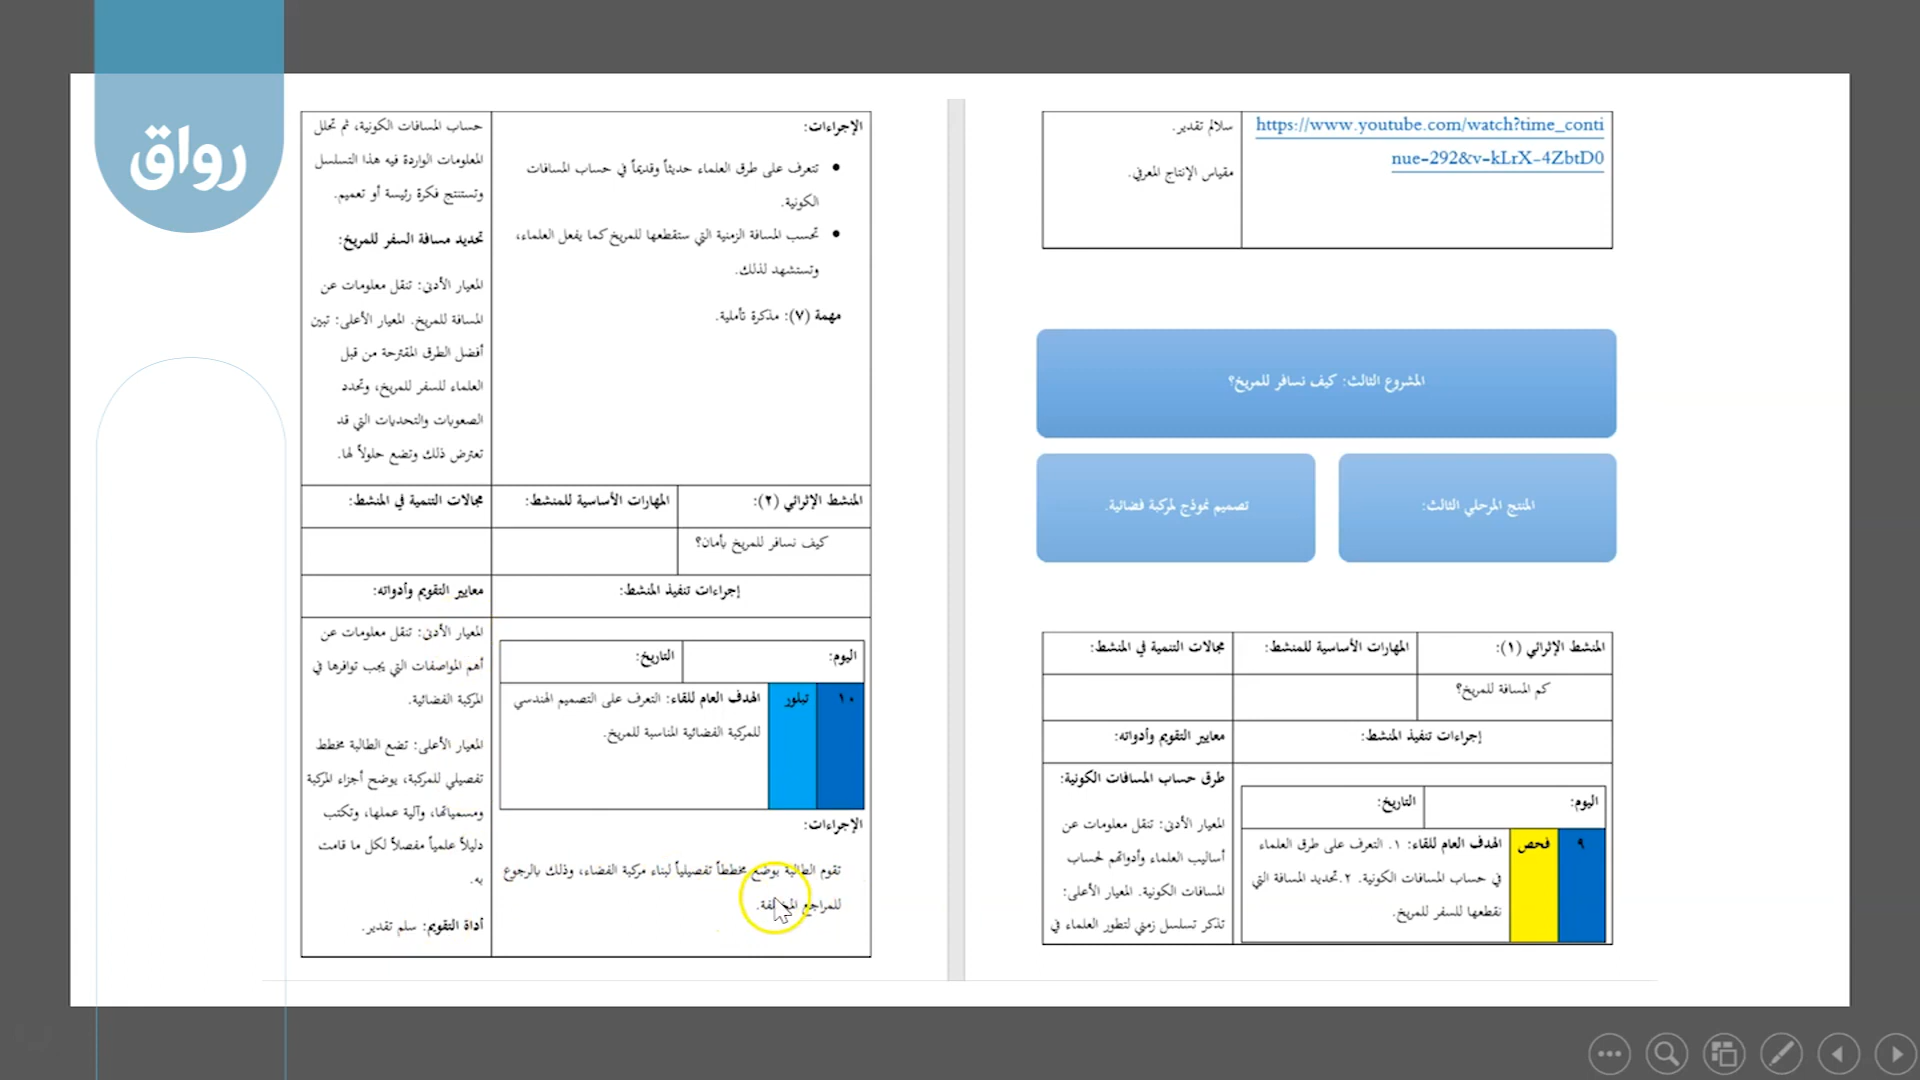 رواق
https://www.youtube.com/watch?time_conti
nue-292&v-kLrX-4ZbtD0
سلالم تقدير.
مقياس الإنتاج المعرفي.
المشروع الثالث: كيف نسافر للمريخ؟
المنتج المرحلي الثالث:
تصميم نموذج لمركبة فضائية.
المنشط الإثرائي (١):
المهارات الأساسية للمنشط:
مجالات التنمية في المنشط:
كم المسافة للمريخ؟
إجراءات تنفيذ المنشط:
معايير التقويم وأدواته:
اليوم:
التاريخ:
٩
فحص
الهدف العام للقاء: ١. التعرف على طرق العلماء
في حساب المسافات الكونية. ٢.تحديد المسافة التي
نقطعها للسفر للمريخ.
طرق حساب المسافات الكونية:
المعيار الأدنى: تنقل معلومات عن
أساليب العلماء وأدواتهم لحساب
المسافات الكونية. المعيار الأعلى:
تذكر تسلسل زمني لتطور العلماء في
الإجراءات:
• تتعرف على طرق العلماء حديثاً وقديماً في حساب المسافات
الكونية.
• تحسب المسافة الزمنية التي ستقطعها للمريخ كما يفعل العلماء،
وتستشهد لذلك.
مهمة (٧): مذكرة تأملية.
حساب المسافات الكونية، ثم تحلل
المعلومات الواردة فيه هذا التسلسل
وتستنتج فكرة رئيسة أو تعميم.
تحديد مسافة السفر للمريخ:
المعيار الأدنى: تنقل معلومات عن
المسافة للمريخ. المعيار الأعلى: تبين
أفضل الطرق المقترحة من قبل
العلماء للسفر للمريخ، وتحدد
الصعوبات والتحديات التي قد
تعترض ذلك وتضع حلولاً لها.
المنشط الإثرائي (٢):
المهارات الأساسية للمنشط:
مجالات التنمية في المنشط:
كيف نسافر للمريخ بأمان؟
إجراءات تنفيذ المنشط:
معايير التقويم وأدواته:
اليوم:
التاريخ:
١٠
تبلور
الهدف العام للقاء: التعرف على التصميم الهندسي
للمركبة الفضائية المناسبة للمريخ.
الإجراءات:
تقوم الطالبة بوضع مخططاً تفصيلياً لبناء مركبة الفضاء، وذلك بالرجوع
للمراجع
المعيار الأدنى: تنقل معلومات عن
أهم المواصفات التي يجب توافرها في
المركبة الفضائية.
المعيار الأعلى: تضع الطالبة مخطط
تفصيلي للمركبة، يوضح أجزاء المركبة
ومسمياتها، وآلية عملها، وتكتب
دليلاً علمياً مفصلاً لكل ما قامت
به.
أداة التقويم: سلم تقدير.